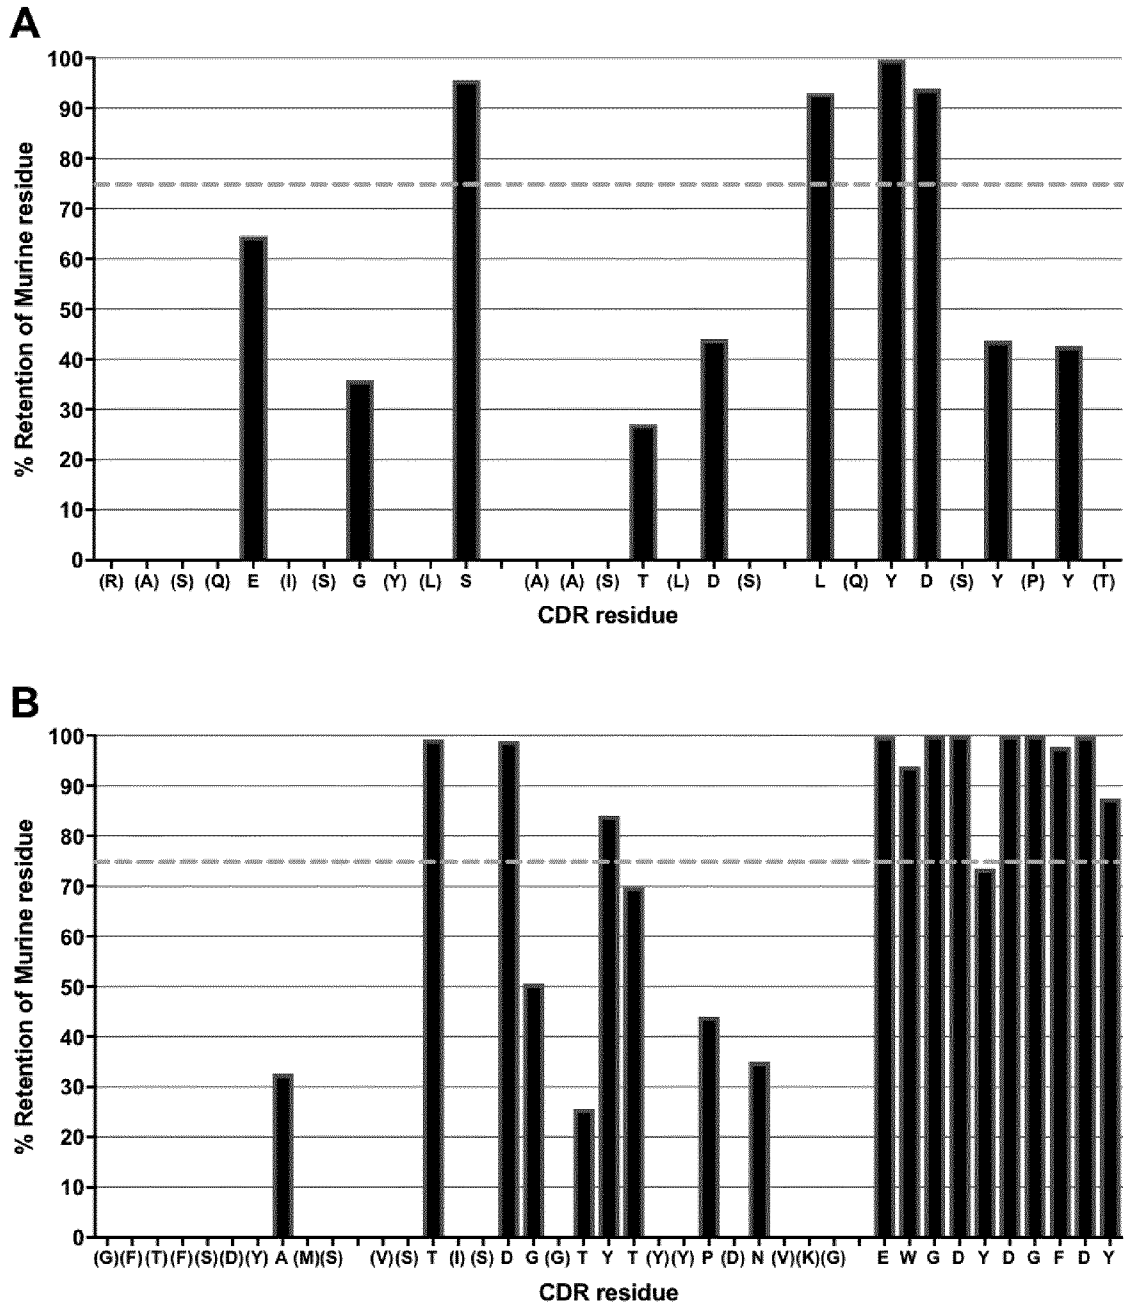 A
% Retention of Murine residue
100
90
80
70
60
50
40
30
20
10
0
(R) (A) (S) (Q) E (I) (S) G (Y) (L) S (A) (A) (S) T (L) D (S) L (Q) Y D (S) Y (P) Y (T)
CDR residue
B
% Retention of Murine residue
100
90
80
70
60
50
40
30
20
10
0
(G)(F)(T)(F)(S)(D)(Y) A (M)(S) (V)(S) T (I) (S) D G (G) T Y T (Y)(Y) P (D) N (V)(K)(G) E W G D Y D G F D Y
CDR residue